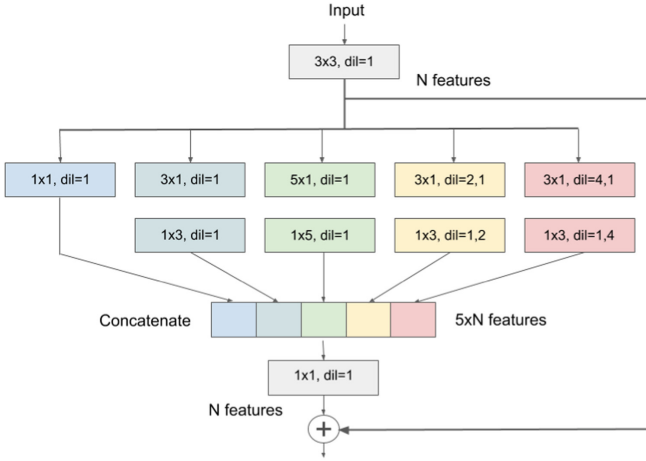 Input
3x3, dil=1
N features
1x1, dil=1
3x1, dil=1
5x1, dil=1
3x1, dil=2,1
3x1, dil=4,1
1x3, dil=1
1x5, dil=1
1x3, dil=1,2
1x3, dil=1,4
Concatenate
5xN features
1x1, dil=1
N features
+